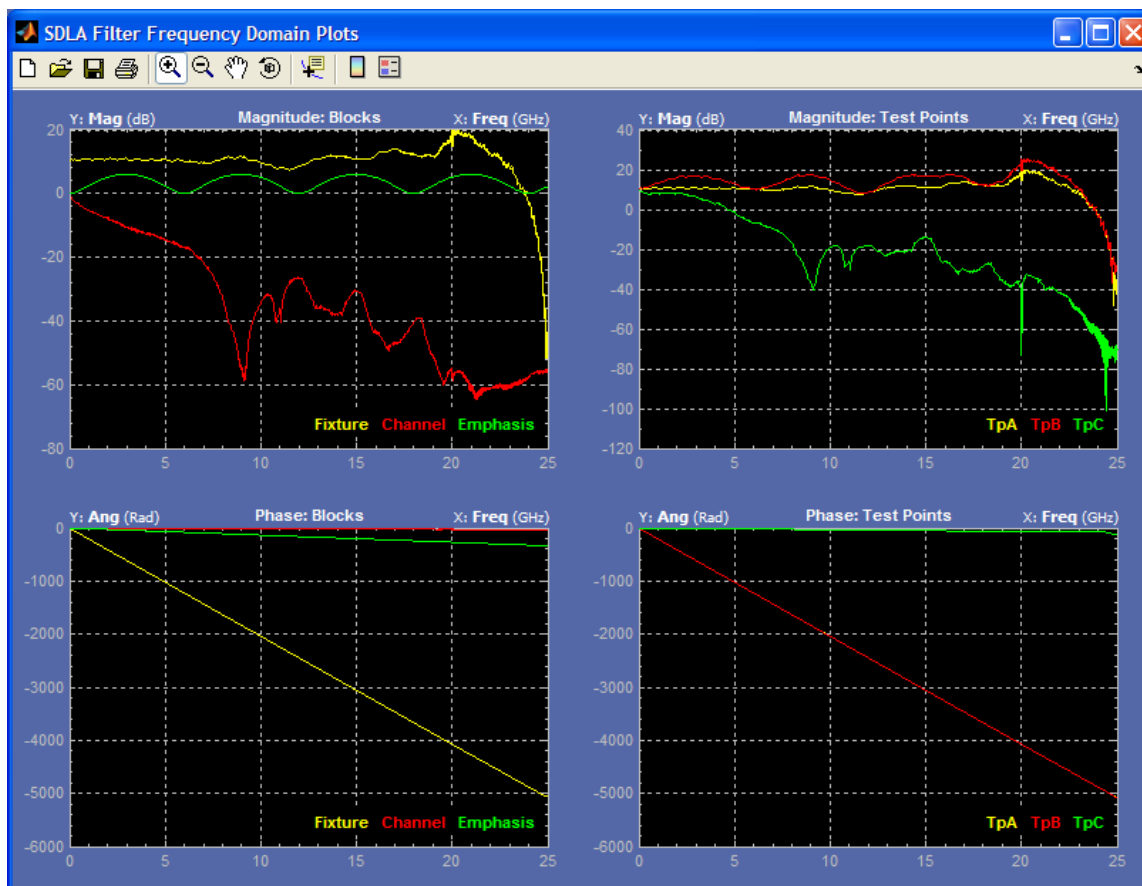 SDLA Filter Frequency Domain Plots
Y: Mag (dB) Magnitude: Blocks X: Freq (GHz)
20
0
-20
-40
-60
-80
Fixture Channel Emphasis
0 5 10 15 20 25
Y: Mag (dB) Magnitude: Test Points X: Freq (GHz)
40
20
0
-20
-40
-60
-80
-100
-120
TpA TpB TpC
0 5 10 15 20 25
Y: Ang (Rad) Phase: Blocks X: Freq (GHz)
0
-1000
-2000
-3000
-4000
-5000
-6000
Fixture Channel Emphasis
0 5 10 15 20 25
Y: Ang (Rad) Phase: Test Points X: Freq (GHz)
0
-1000
-2000
-3000
-4000
-5000
-6000
TpA TpB TpC
0 5 10 15 20 25